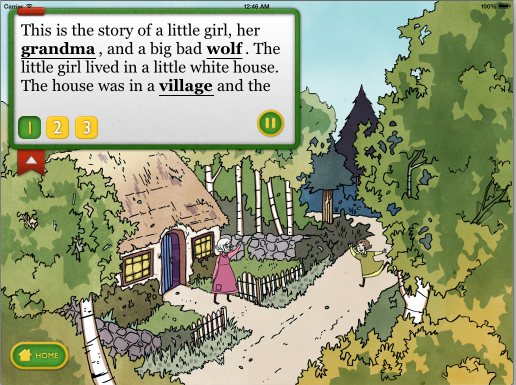 Carrier 12:46 AM 100%
This is the story of a little girl, her
grandma , and a big bad wolf . The
little girl lived in a little white house.
The house was in a village and the
1 2 3
HOME